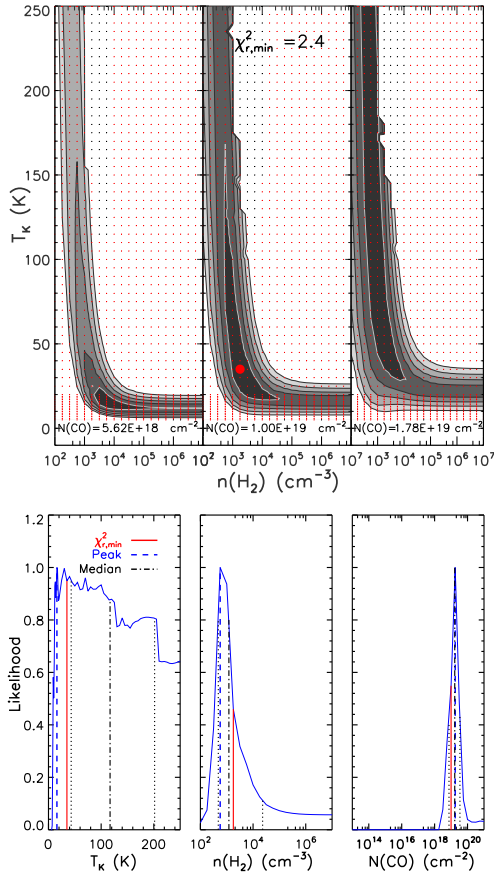 χ²r,min =2.4
250
200
150
100
50
0
T_K (K)
N(CO)=5.62E+18 cm⁻²
N(CO)=1.00E+19 cm⁻²
N(CO)=1.78E+19 cm⁻²
10² 10³ 10⁴ 10⁵ 10⁶ 10² 10³ 10⁴ 10⁵ 10⁶ 10⁷ 10³ 10⁴ 10⁵ 10⁶ 10⁷
n(H₂) (cm⁻³)
1.2
1.0
0.8
0.6
0.4
0.2
0.0
Likelihood
χ²r,min
Peak
Median
0 100 200
T_K (K)
10² 10⁴ 10⁶
n(H₂) (cm⁻³)
10¹⁴ 10¹⁶ 10¹⁸ 10²⁰
N(CO) (cm⁻²)